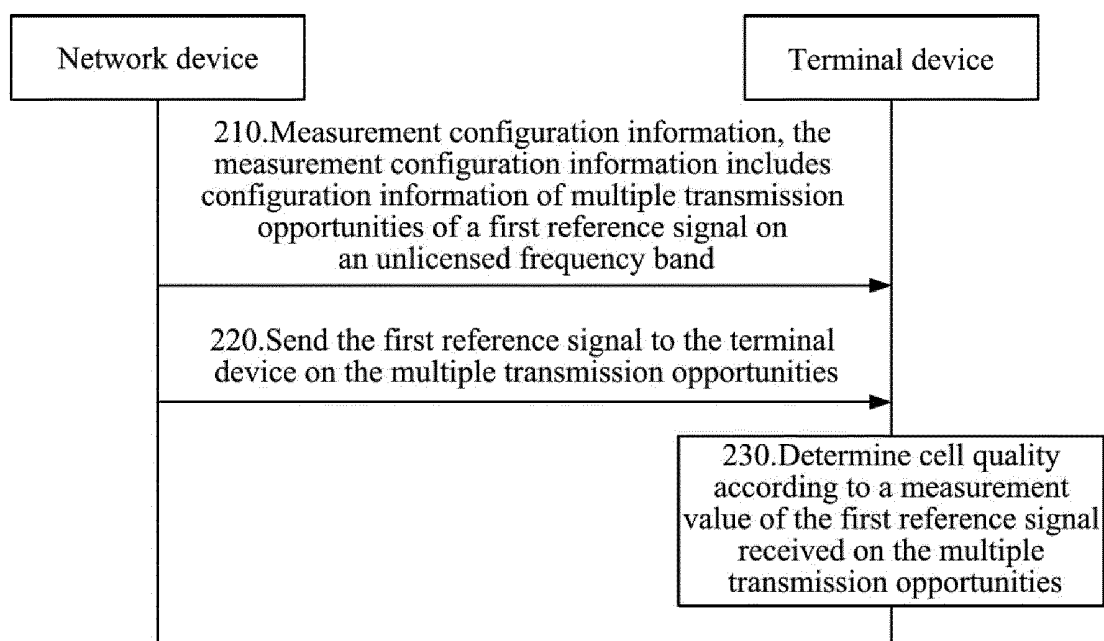 Network device
Terminal device
210.Measurement configuration information, the
measurement configuration information includes
configuration information of multiple transmission
opportunities of a first reference signal on
an unlicensed frequency band
220.Send the first reference signal to the terminal
device on the multiple transmission opportunities
230.Determine cell quality
according to a measurement
value of the first reference signal
received on the multiple
transmission opportunities